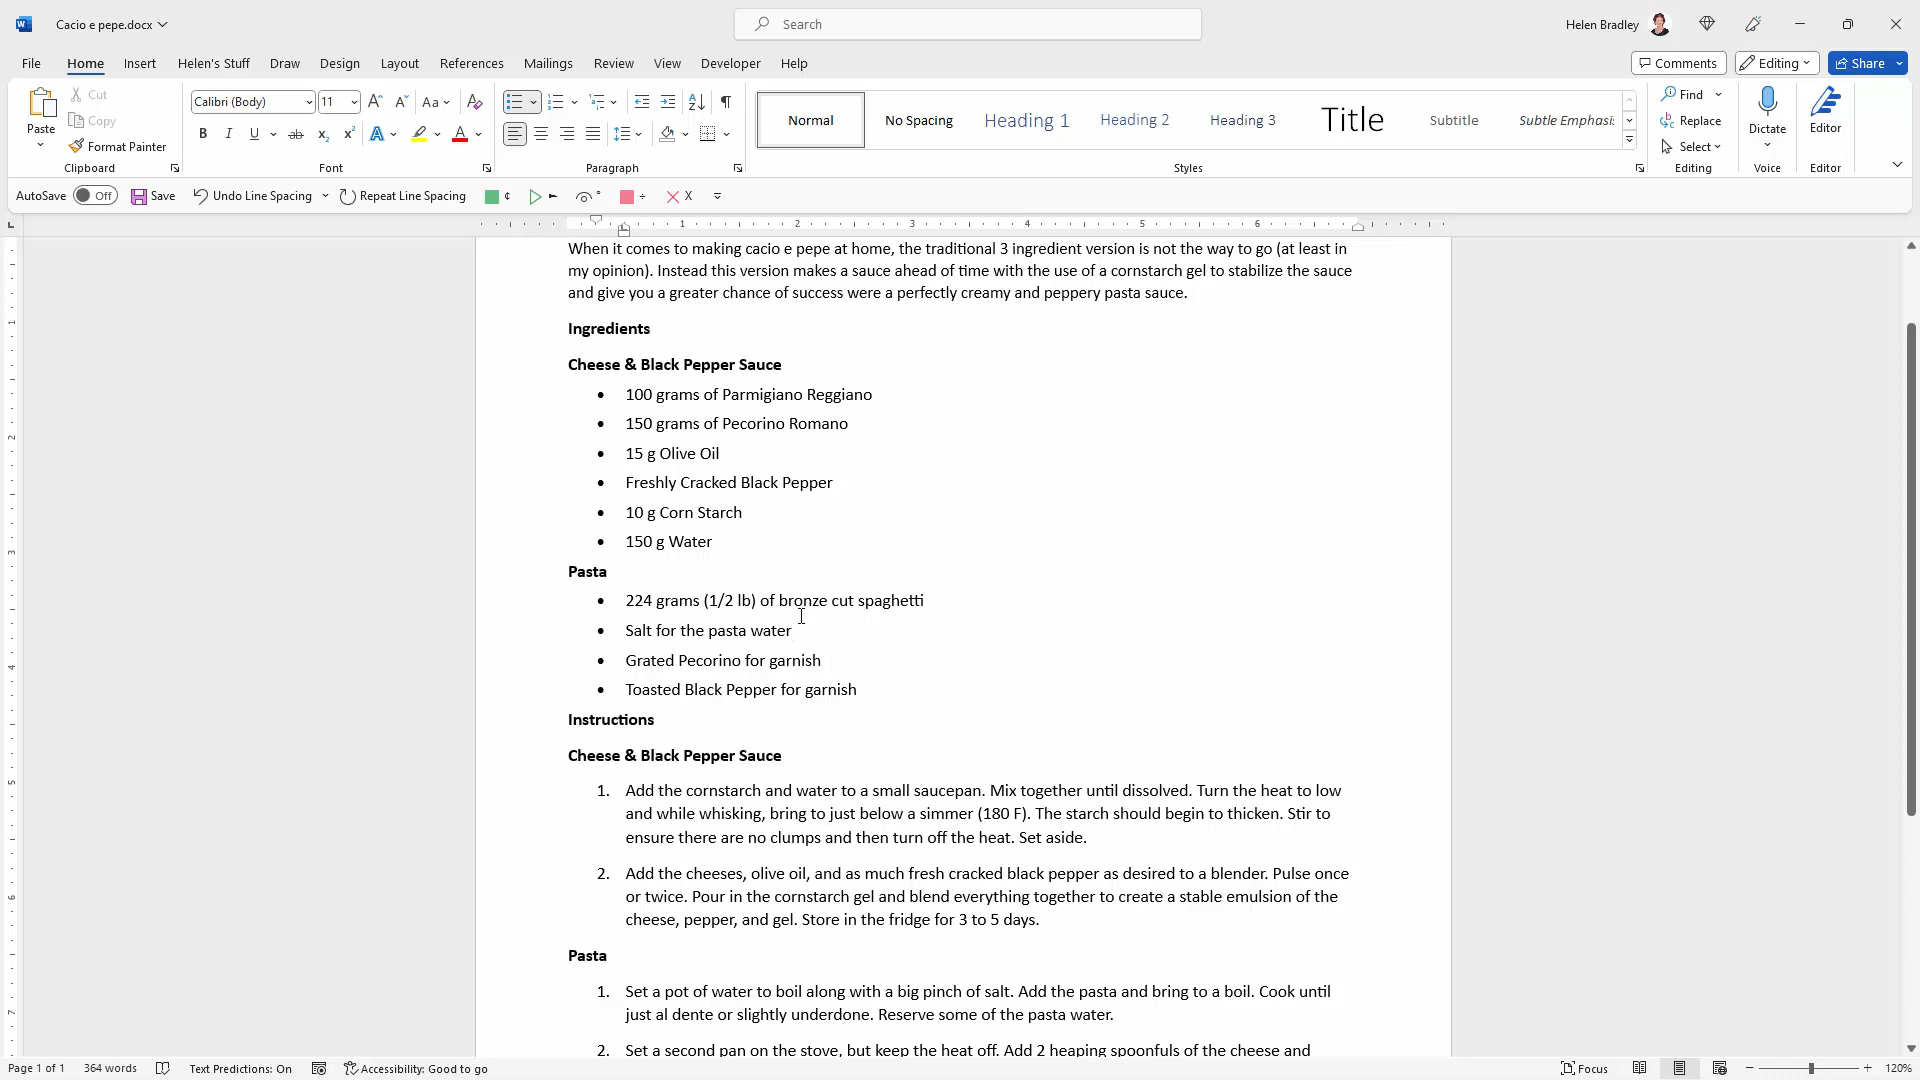 Cacio e pepe.docx
Search
Helen Bradley
File Home Insert Helen's Stuff Draw Design Layout References Mailings Review View Developer Help
Comments Editing Share
Paste
Cut
Copy
Format Painter
Clipboard
Calibri (Body) 11
Font
Paragraph
Normal No Spacing Heading 1 Heading 2 Heading 3 Title Subtitle Subtle Emphasi
Styles
Find
Replace
Select
Editing
Dictate
Voice
Editor
Editor
AutoSave Off Save Undo Line Spacing Repeat Line Spacing
1 2 3 4 5 6 7
When it comes to making cacio e pepe at home, the traditional 3 ingredient version is not the way to go (at least in
my opinion). Instead this version makes a sauce ahead of time with the use of a cornstarch gel to stabilize the sauce
and give you a greater chance of success were a perfectly creamy and peppery pasta sauce.
Ingredients
Cheese & Black Pepper Sauce
• 100 grams of Parmigiano Reggiano
• 150 grams of Pecorino Romano
• 15 g Olive Oil
• Freshly Cracked Black Pepper
• 10 g Corn Starch
• 150 g Water
Pasta
• 224 grams (1/2 lb) of bronze cut spaghetti
• Salt for the pasta water
• Grated Pecorino for garnish
• Toasted Black Pepper for garnish
Instructions
Cheese & Black Pepper Sauce
1. Add the cornstarch and water to a small saucepan. Mix together until dissolved. Turn the heat to low
and while whisking, bring to just below a simmer (180 F). The starch should begin to thicken. Stir to
ensure there are no clumps and then turn off the heat. Set aside.
2. Add the cheeses, olive oil, and as much fresh cracked black pepper as desired to a blender. Pulse once
or twice. Pour in the cornstarch gel and blend everything together to create a stable emulsion of the
cheese, pepper, and gel. Store in the fridge for 3 to 5 days.
Pasta
1. Set a pot of water to boil along with a big pinch of salt. Add the pasta and bring to a boil. Cook until
just al dente or slightly underdone. Reserve some of the pasta water.
2. Set a second pan on the stove, but keep the heat off. Add 2 heaping spoonfuls of the cheese and
Page 1 of 1 364 words Text Predictions: On Accessibility: Good to go Focus 120%